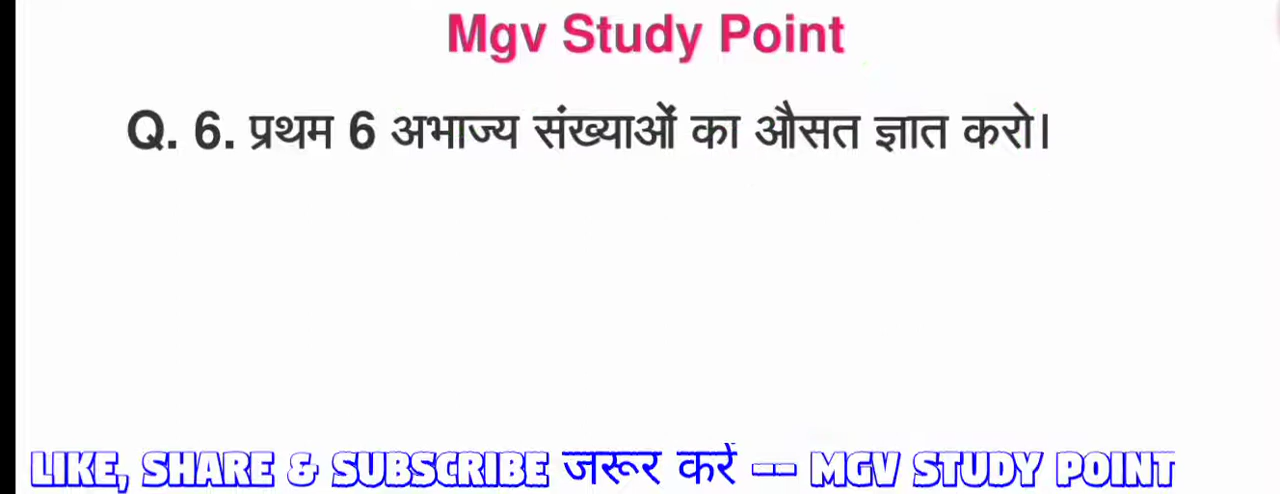 Mgv Study Point
Q. 6. प्रथम 6 अभाज्य संख्याओं का औसत ज्ञात करो।
LIKE, SHARE & SUBSCRIBE जरूर करें -- MGV STUDY POINT